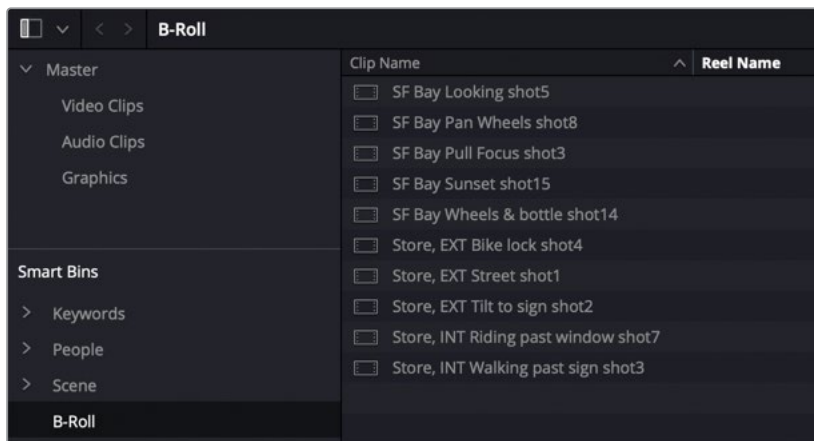 B-Roll
Master
Video Clips
Audio Clips
Graphics
Smart Bins
Keywords
People
Scene
B-Roll
Clip Name
Reel Name
SF Bay Looking shot5
SF Bay Pan Wheels shot8
SF Bay Pull Focus shot3
SF Bay Sunset shot15
SF Bay Wheels & bottle shot14
Store, EXT Bike lock shot4
Store, EXT Street shot1
Store, EXT Tilt to sign shot2
Store, INT Riding past window shot7
Store, INT Walking past sign shot3